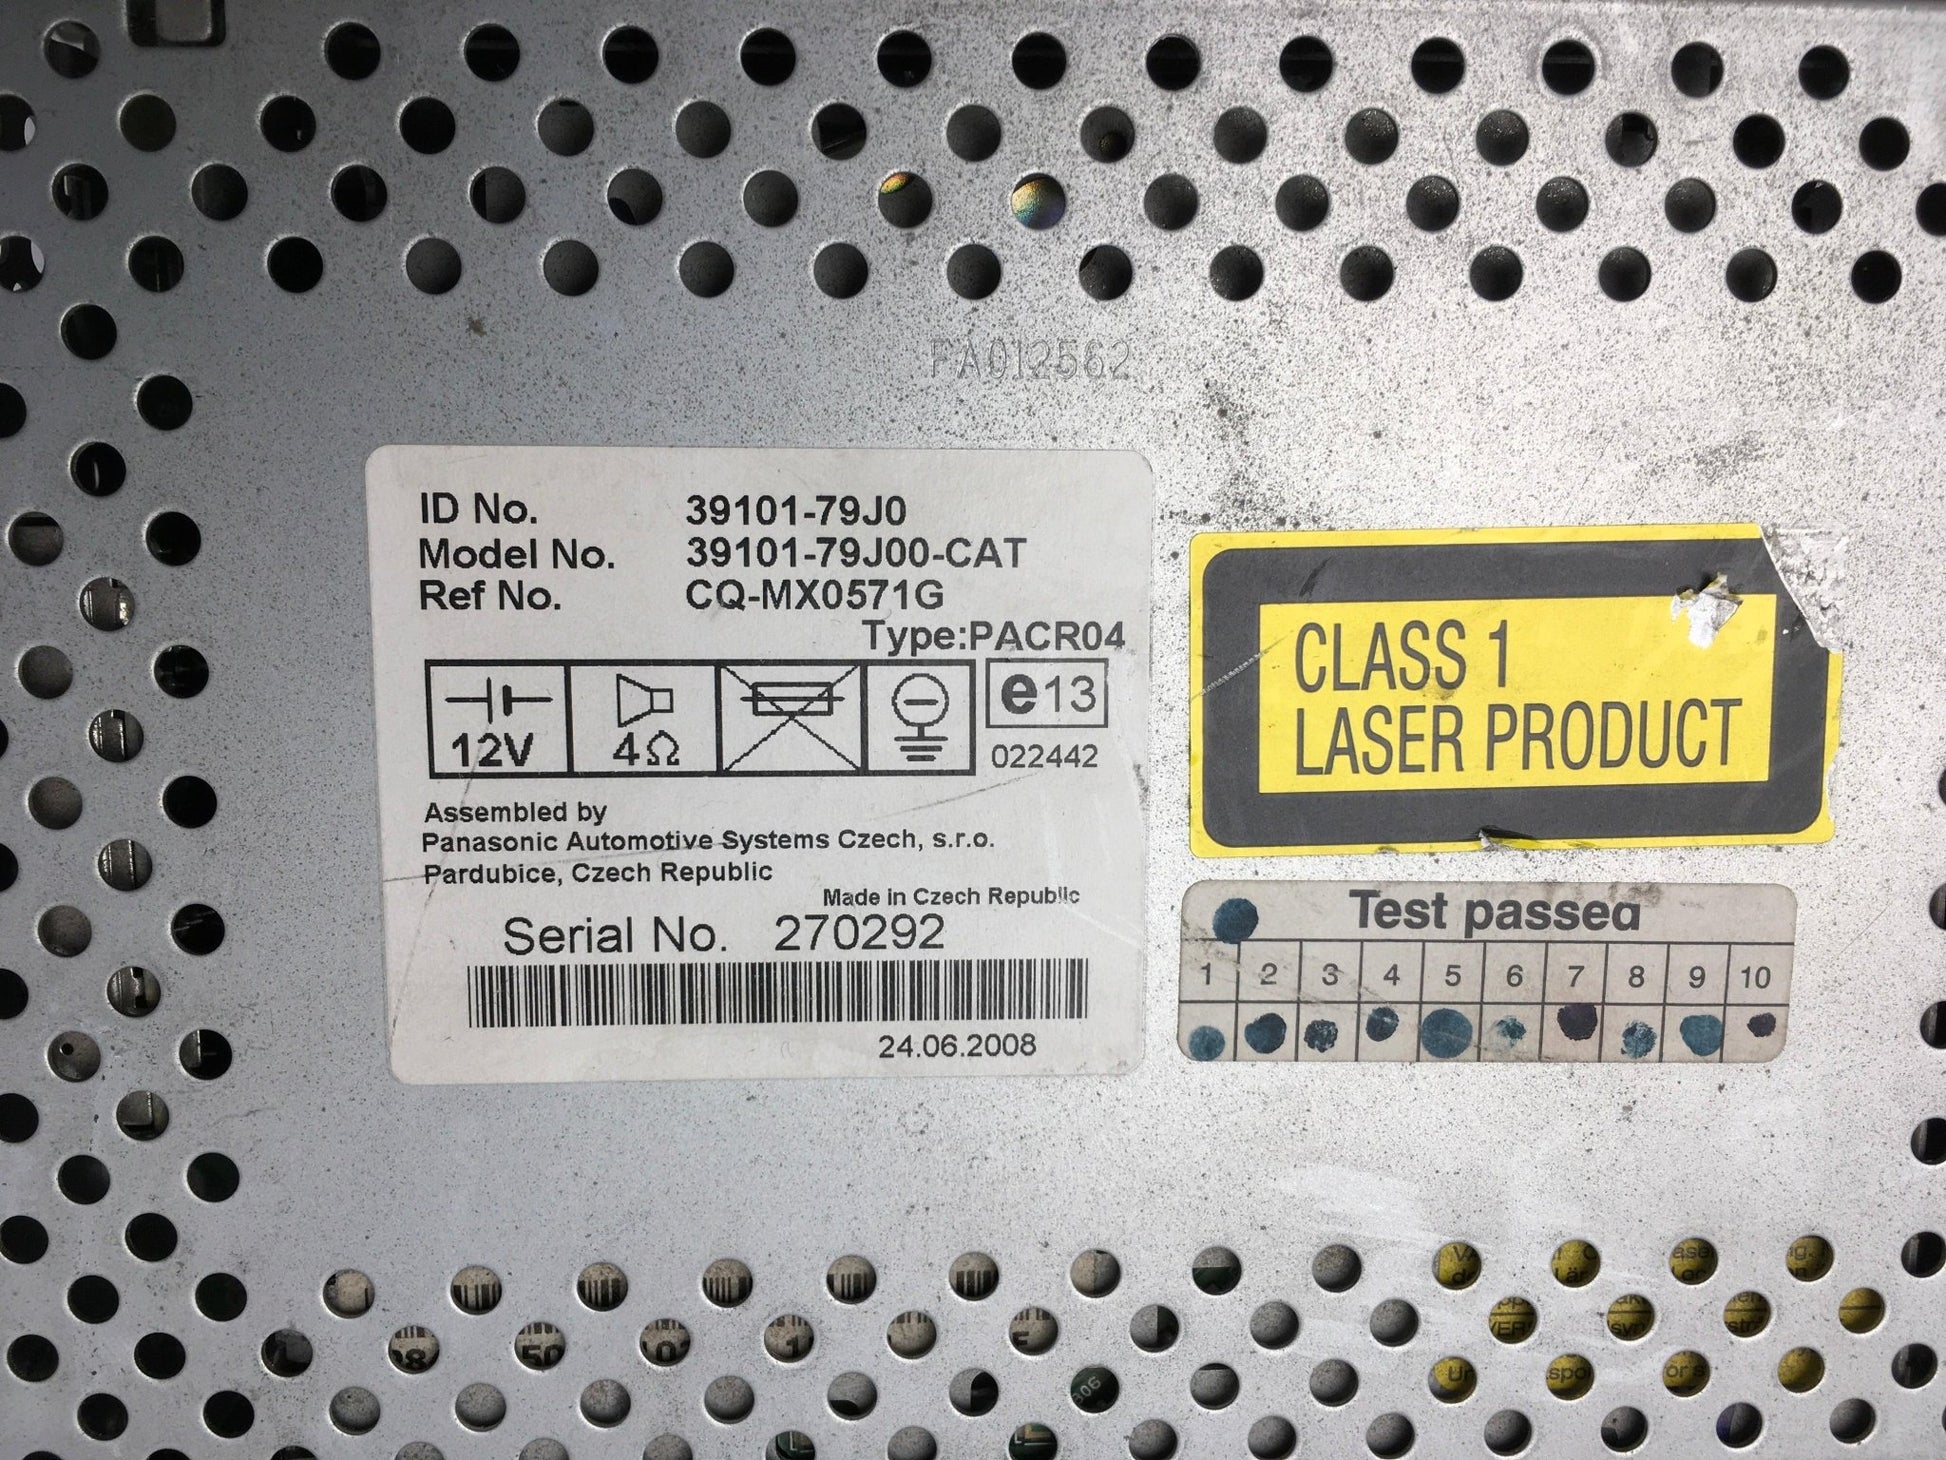 FA012562
ID No. 39101-79J0
Model No. 39101-79J00-CAT
Ref No. CQ-MX0571G
Type:PACR04
12V 4Ω e13
022442
Assembled by
Panasonic Automotive Systems Czech, s.r.o.
Pardubice, Czech Republic
Made in Czech Republic
Serial No. 270292
24.06.2008
CLASS 1
LASER PRODUCT
Test passed
1 2 3 4 5 6 7 8 9 10